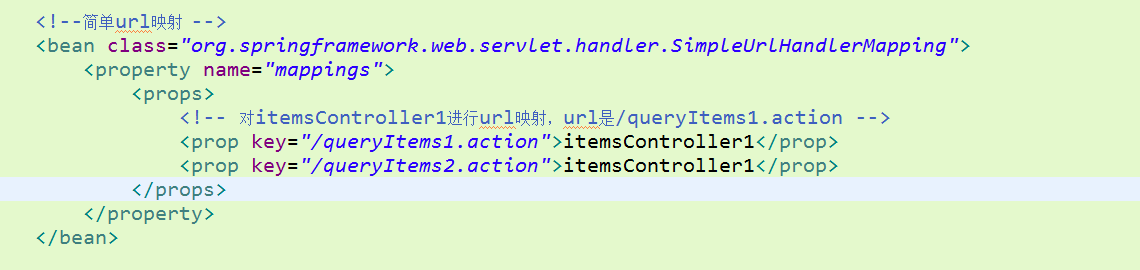 <!--简单url映射 -->
<bean class="org.springframework.web.servlet.handler.SimpleUrlHandlerMapping">
<property name="mappings">
<props>
<!-- 对itemsController1进行url映射，url是/queryItems1.action -->
<prop key="/queryItems1.action">itemsController1</prop>
<prop key="/queryItems2.action">itemsController1</prop>
</props>
</property>
</bean>